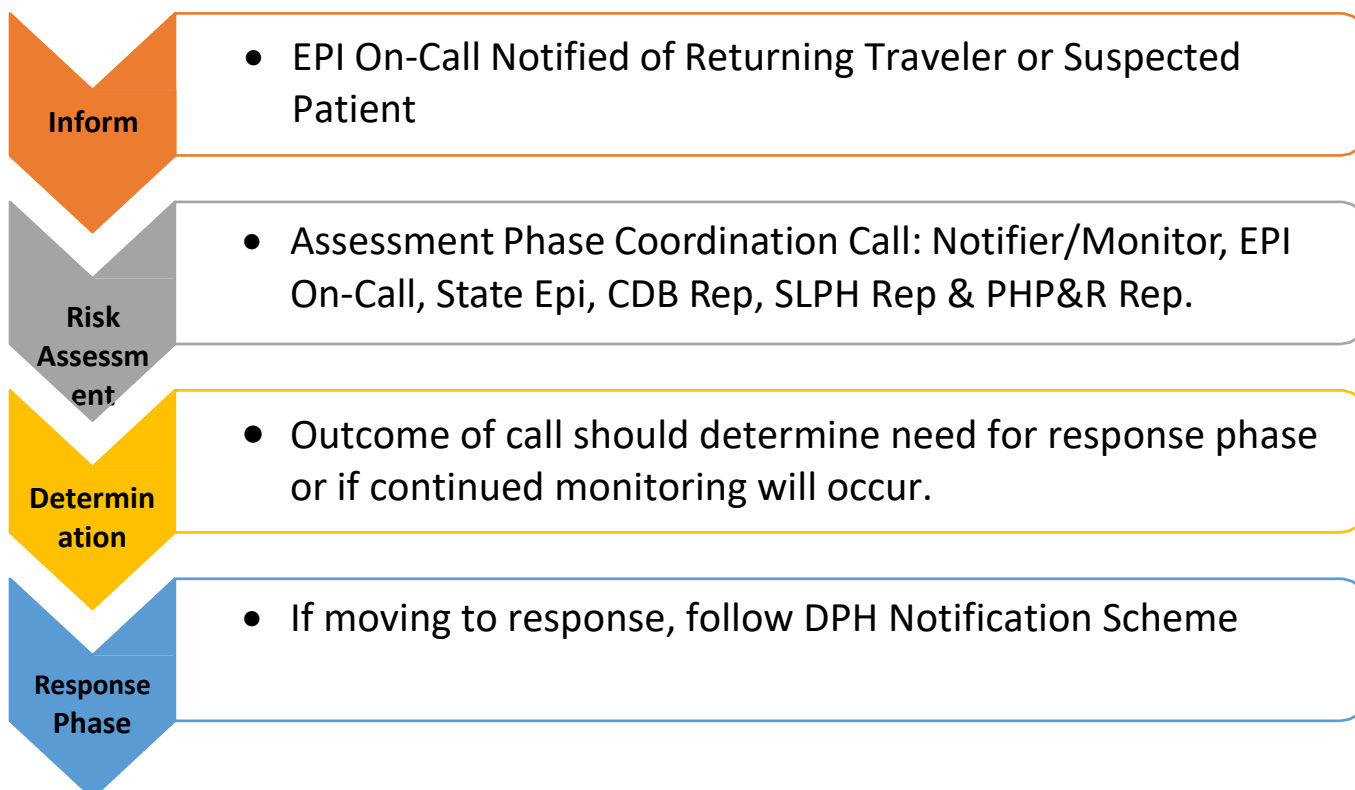 Inform
• EPI On-Call Notified of Returning Traveler or Suspected
Patient
Risk
Assessm
ent
• Assessment Phase Coordination Call: Notifier/Monitor, EPI
On-Call, State Epi, CDB Rep, SLPH Rep & PHP&R Rep.
Determin
ation
• Outcome of call should determine need for response phase
or if continued monitoring will occur.
Response
Phase
• If moving to response, follow DPH Notification Scheme